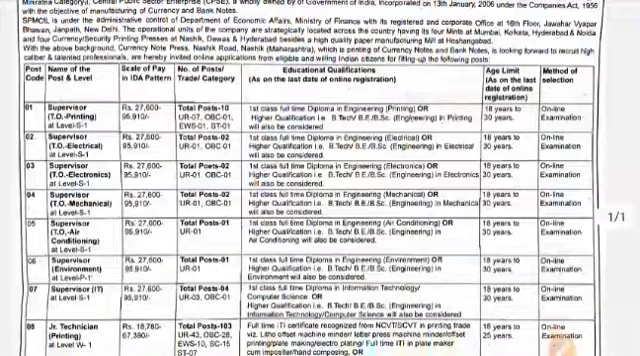 Miniratna Category-I, Central Public Sector Enterprise (CPSE), a wholly owned by of Government of India, incorporated on 13th January, 2006 under the Companies Act, 1956
with the objective of manufacturing of Currency and Bank Notes.
SPMCIL is under the administrative control of Department of Economic Affairs, Ministry of Finance with its registered and corporate Office at 16th Floor, Jawahar Vyapar
Bhawan, Janpath, New Delhi. The operational units of the company are strategically located across the country having its four Mints at Mumbai, Kolkata, Hyderabad & Noida
and four Currency/Security Printing Presses at Nashik, Dewas & Hyderabad besides a high quality paper manufacturing Mill at Hoshangabad.
With the above background, Currency Note Press, Nashik Road, Nashik (Maharashtra), which is printing of Currency Notes and Bank Notes, is looking forward to recruit high
caliber & talented professionals, are hereby invited online applications from eligible and willing Indian citizens for filling-up the following posts:
Post Code Name of the Post & Level Scale of Pay in IDA Pattern No. of Posts/ Trade/ Category Educational Qualifications (As on the last date of online registration) Age Limit (As on the last date of online registration) Method of selection
01 Supervisor (T.O.-Printing) at Level-S-1 Rs. 27,600- 95,910/- Total Posts-10 UR-07, OBC-01, EWS-01, ST-01 1st class full time Diploma in Engineering (Printing) OR Higher Qualification i.e. B.Tech/ B.E/B.Sc. (Engineering) in Printing will also be considered 18 years to 30 years. On-line Examination
02 Supervisor (T.O.-Electrical) at Level-S-1 Rs. 27,600- 95,910/- Total Posts-02 UR-01, OBC-01 1st class full time Diploma in Engineering (Electrical) OR Higher Qualification i.e. B.Tech/ B.E./B.Sc. (Engineering) in Electrical will also be considered. 18 years to 30 years. On-line Examination
03 Supervisor (T.O.-Electronics) at Level-S-1 Rs. 27,600- 95,910/- Total Posts-02 UR-01, OBC-01 1st class full time Diploma in Engineering (Electronics) OR Higher Qualification i.e. B.Tech/ B.E./B.Sc. (Engineering) in Electronics will also be considered. 18 years to 30 years. On-line Examination
04 Supervisor (T.O-Mechanical) at Level-S-1 Rs. 27,600- 95,910/- Total Posts-02 UR-01, OBC-01 1st class full time Diploma in Engineering (Mechanical) OR Higher Qualification i.e. B.Tech/ B.E./B.Sc. (Engineering) in Mechanical will also be considered. 18 years to 30 years. On-line Examination
05 Supervisor (T.O.-Air Conditioning) at Level-S-1 Rs. 27,600- 95,910/- Total Posts-01 UR-01 1st class full time Diploma in Engineering (Air Conditioning) OR Higher Qualification i.e. B.Tech/ B.E./B.Sc. (Engineering) in Air Conditioning will also be considered. 18 years to 30 years. On-line Examination
06 Supervisor (Environment) at Level-P-1' Rs. 27,600- 95,910/- Total Posts-01 UR-01 1st class full time Diploma in Engineering (Environment) OR Higher Qualification i.e. B.Tech/ B.E./B.Sc. (Engineering) in Environment will also be considered. 18 years to 30 years. On-line Examination
07 Supervisor (IT) at Level-S-1 Rs. 27,600- 95,910/- Total Posts-04 UR-03, OBC-01 1st class full time Diploma in Information Technology/ Computer Science OR Higher Qualification i.e. B.Tech/ B.E/B.Sc. (Engineering) in Information Technology/Computer Science will also be considered 18 years to 30 years. On-line Examination
08 Jr. Technician (Printing) at Level W- 1 Rs. 18,780- 67,390/- Total Posts-103 UR-43, OBC-28, EWS-10, SC-15 ST-07 Full time ITI certificate recognized from NCVT/SCVT in printing trade viz. Litho offset machine minder/ letter press machine minder/offset printing/plate making/electro plating/ Full time ITI in plate maker cum impositer/hand composing, OR 18 years to 25 years. On-line Examination
1/1